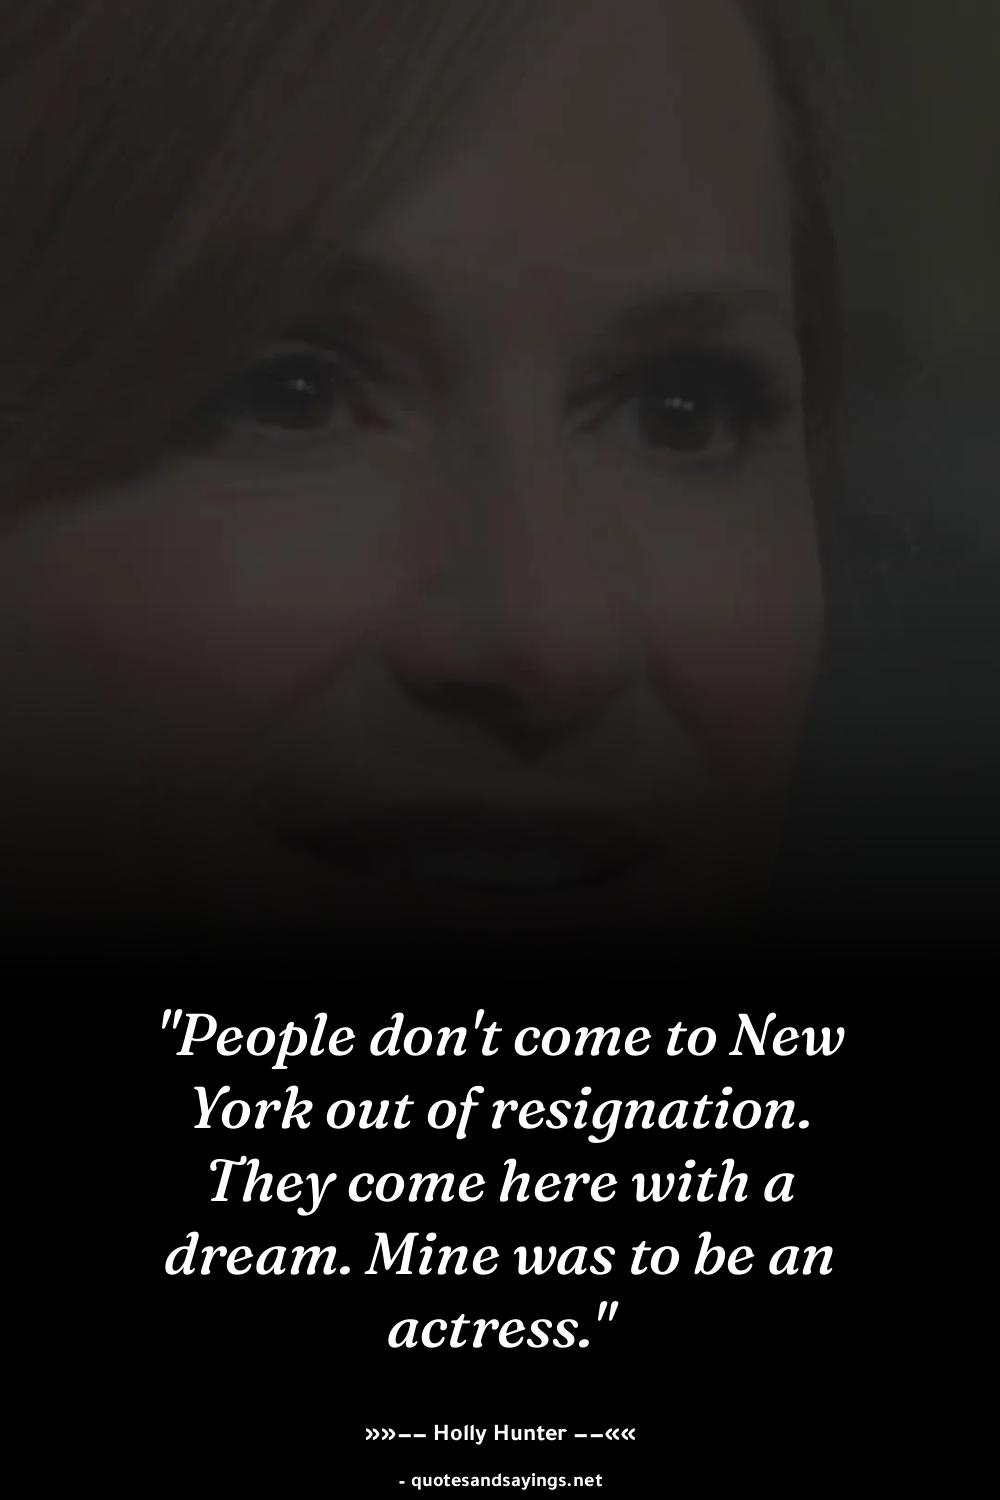 "People don't come to New
York out of resignation.
They come here with a
dream. Mine was to be an
actress."
»»−− Holly Hunter −−««
- quotesandsayings.net